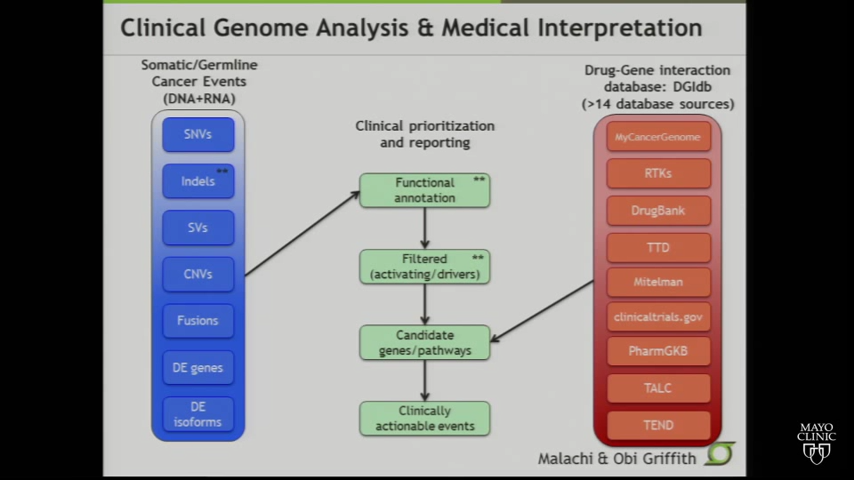 Clinical Genome Analysis & Medical Interpretation
Somatic/Germline
Cancer Events
(DNA+RNA)
SNVs
Indels **
SVs
CNVs
Fusions
DE genes
DE
isoforms
Clinical prioritization
and reporting
Functional **
annotation
Filtered **
(activating/drivers)
Candidate
genes/pathways
Clinically
actionable events
Drug-Gene interaction
database: DGIdb
(>14 database sources)
MyCancerGenome
RTKs
DrugBank
TTD
Mitelman
clinicaltrials.gov
PharmGKB
TALC
TEND
Malachi & Obi Griffith
MAYO
CLINIC